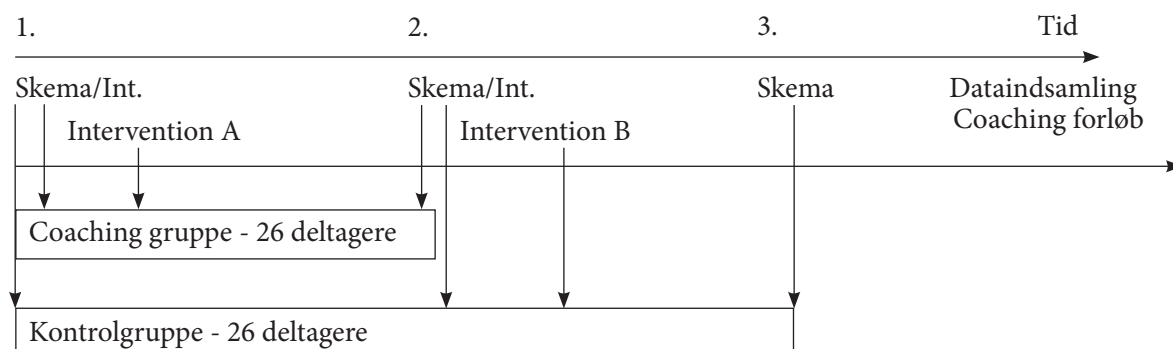 1. 2. 3. Tid
Skema/Int. Skema/Int. Skema Dataindsamling
Coaching forløb
Intervention A Intervention B
Coaching gruppe - 26 deltagere
Kontrolgruppe - 26 deltagere